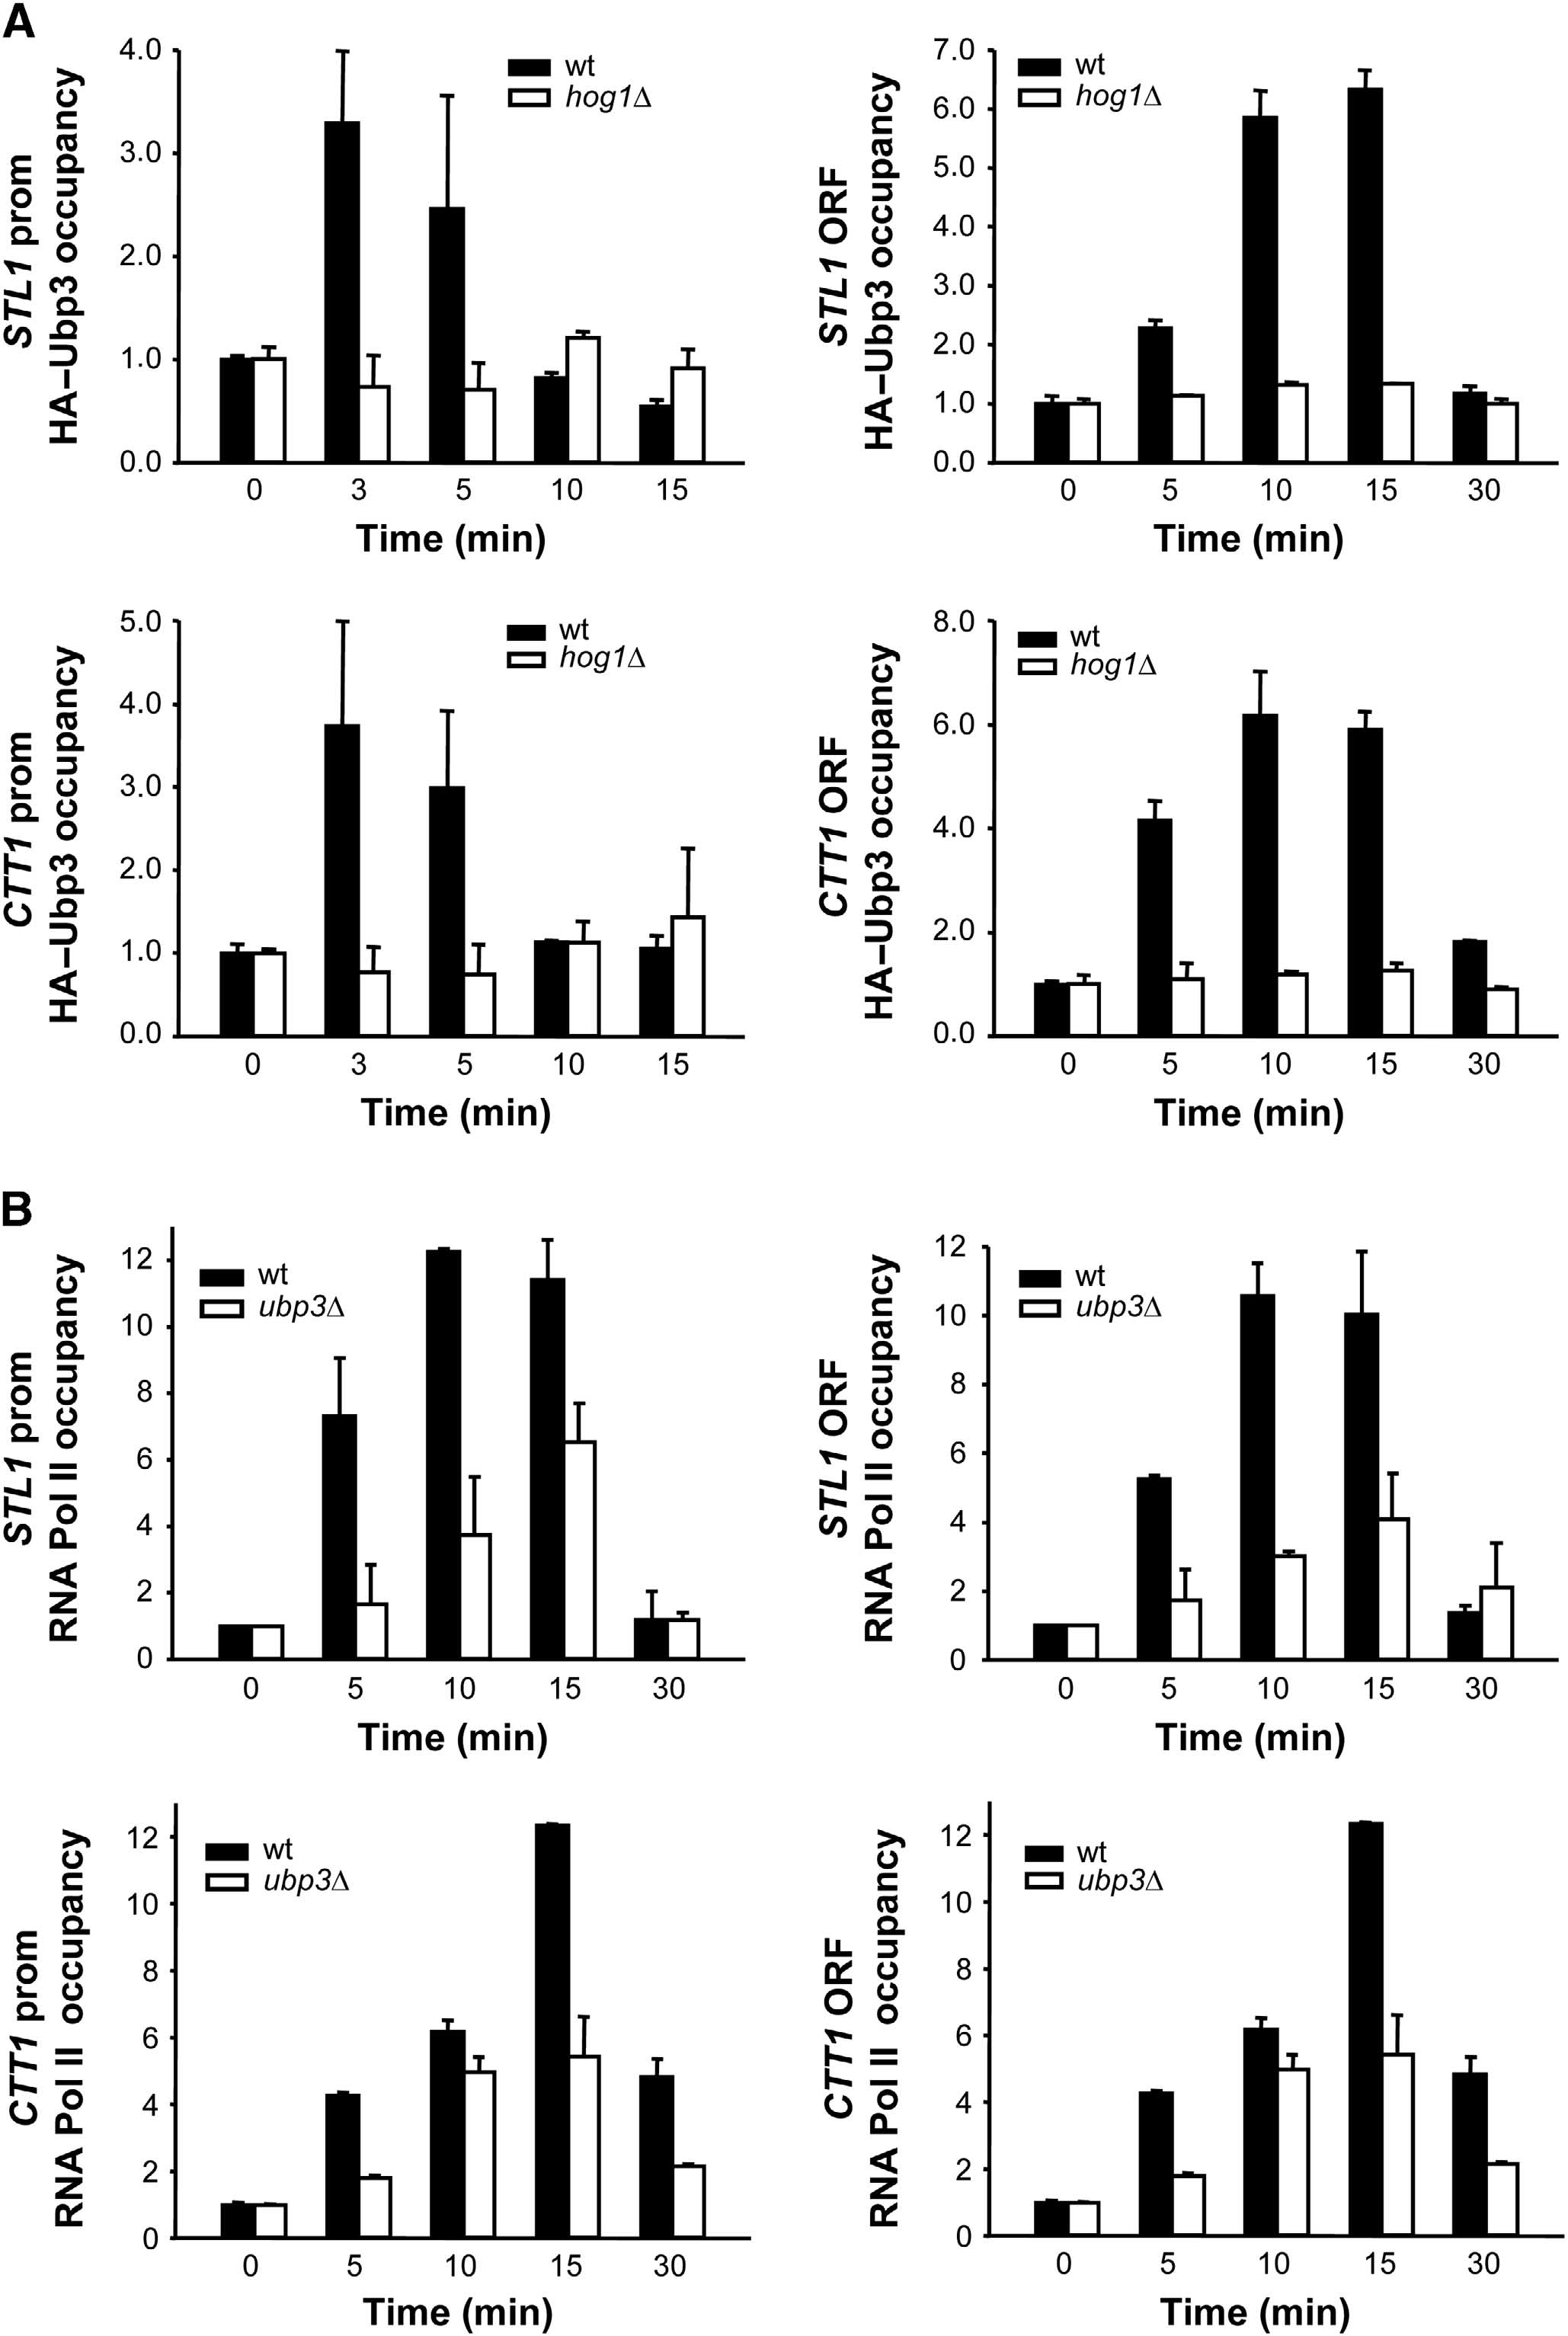 A
STL1 prom
HA–Ubp3 occupancy
4.0
3.0
2.0
1.0
0.0
wt
hog1Δ
0 3 5 10 15
Time (min)
STL1 ORF
HA–Ubp3 occupancy
7.0
6.0
5.0
4.0
3.0
2.0
1.0
0.0
wt
hog1Δ
0 5 10 15 30
Time (min)
CTT1 prom
HA–Ubp3 occupancy
5.0
4.0
3.0
2.0
1.0
0.0
wt
hog1Δ
0 3 5 10 15
Time (min)
CTT1 ORF
HA–Ubp3 occupancy
8.0
6.0
4.0
2.0
0.0
wt
hog1Δ
0 5 10 15 30
Time (min)
B
STL1 prom
RNA Pol II occupancy
12
10
8
6
4
2
0
wt
ubp3Δ
0 5 10 15 30
Time (min)
STL1 ORF
RNA Pol II occupancy
12
10
8
6
4
2
0
wt
ubp3Δ
0 5 10 15 30
Time (min)
CTT1 prom
RNA Pol II occupancy
12
10
8
6
4
2
0
wt
ubp3Δ
0 5 10 15 30
Time (min)
CTT1 ORF
RNA Pol II occupancy
12
10
8
6
4
2
0
wt
ubp3Δ
0 5 10 15 30
Time (min)